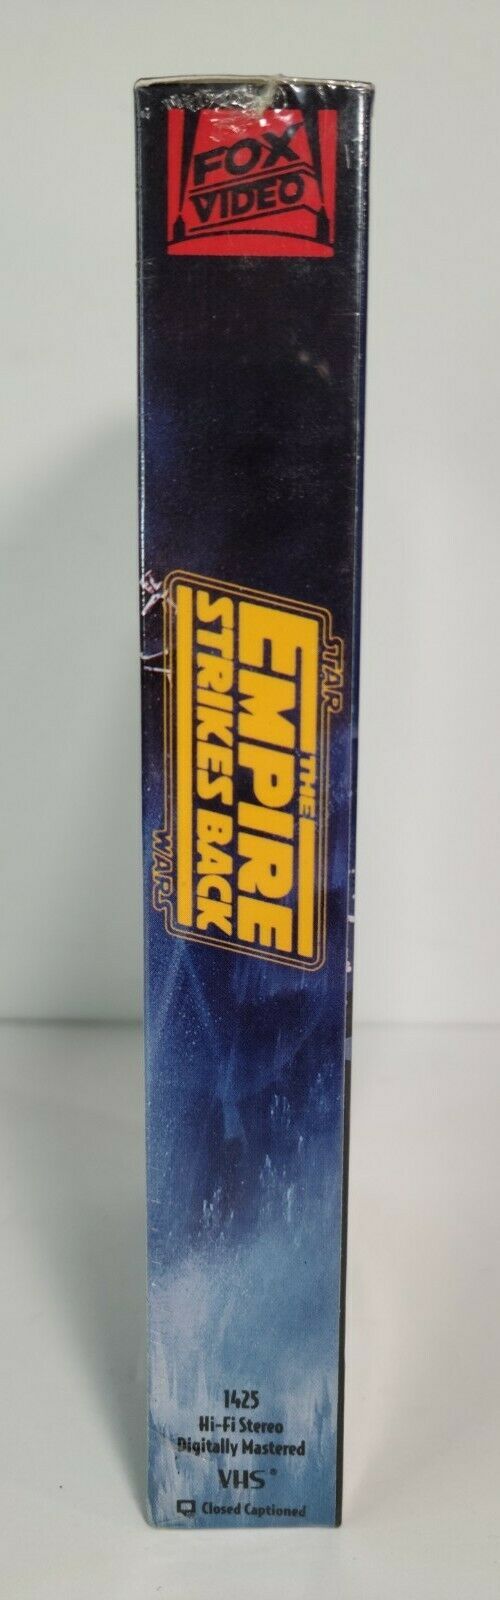 FOX
VIDEO
STAR
THE
EMPIRE
STRIKES BACK
WARS
1425
Hi-Fi Stereo
Digitally Mastered
VHS®
Closed Captioned